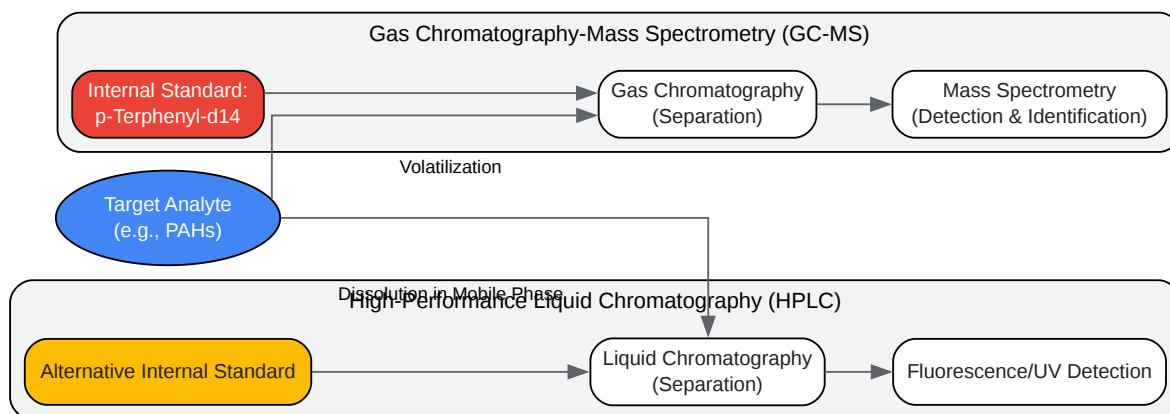 Gas Chromatography-Mass Spectrometry (GC-MS)
Internal Standard:
p-Terphenyl-d14
Gas Chromatography
(Separation)
Mass Spectrometry
(Detection & Identification)
Volatilization
Target Analyte
(e.g., PAHs)
Dissolution in Mobile Phase
High-Performance Liquid Chromatography (HPLC)
Alternative Internal Standard
Liquid Chromatography
(Separation)
Fluorescence/UV Detection